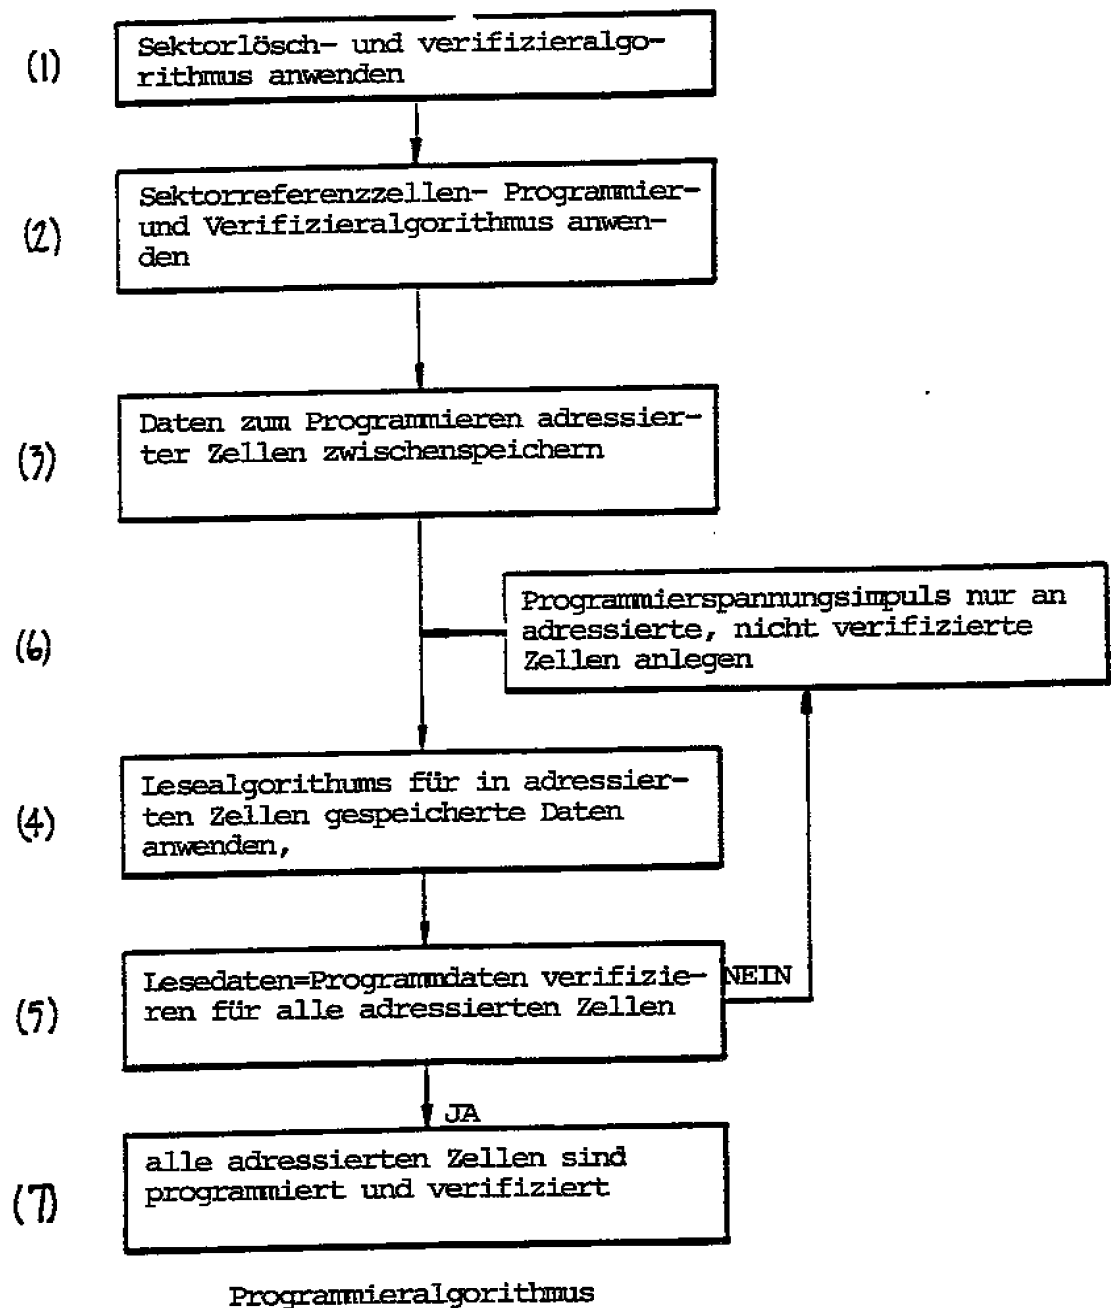 (1)
Sektorlösch- und verifizieralgo-
rithmus anwenden
(2)
Sektorreferenzzellen- Programmier-
und Verifizieralgorithmus anwen-
den
(3)
Daten zum Programmieren adressier-
ter Zellen zwischenspeichern
(6)
Programmierspannungsimpuls nur an
adressierte, nicht verifizierte
Zellen anlegen
(4)
Lesealgorithums für in adressier-
ten Zellen gespeicherte Daten
anwenden,
(5)
Lesedaten=Programmdaten verifizie-
ren für alle adressierten Zellen
NEIN
JA
(7)
alle adressierten Zellen sind
programmiert und verifiziert
Programmieralgorithmus